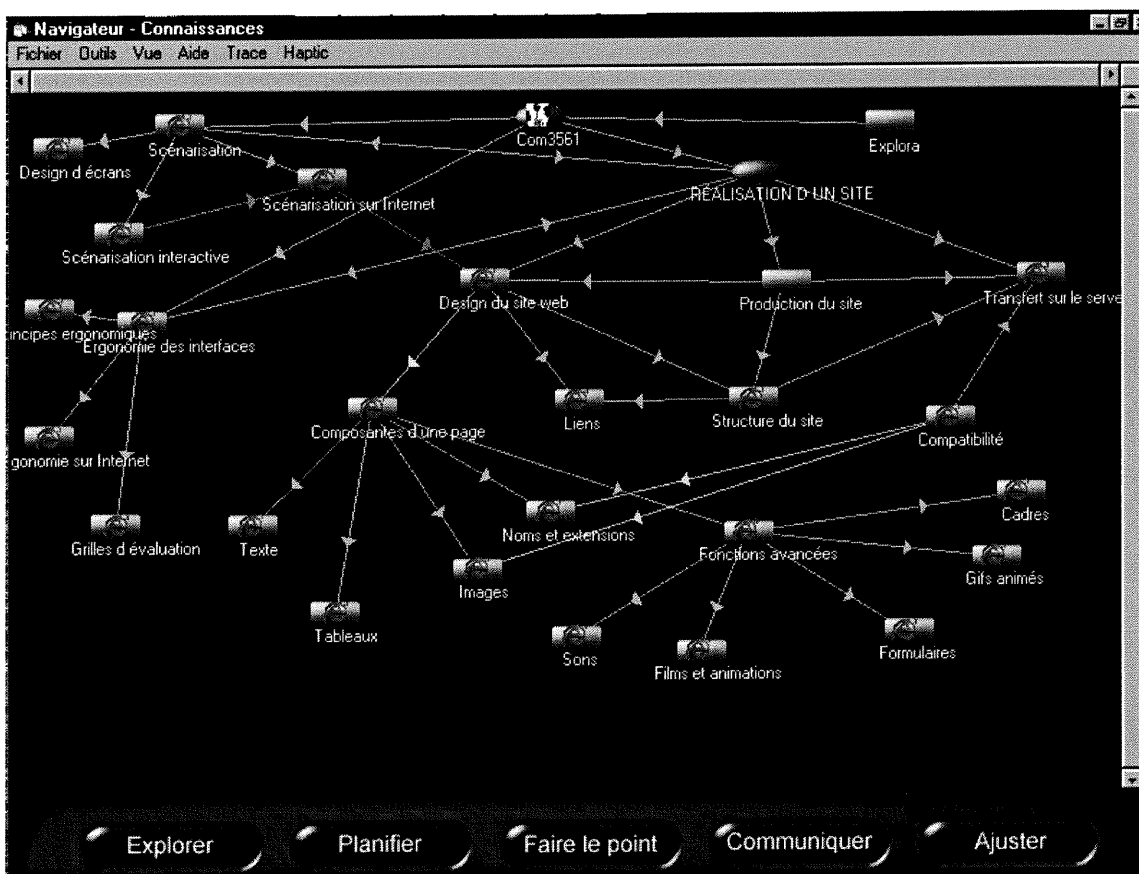 Navigateur - Connaissances
Fichier Outils Vue Aide Trace Haptic
Com3561
Explora
Scénarisation
Design d écrans
RÉALISATION D UN SITE
Scénarisation sur Internet
Scénarisation interactive
Design du site web
Production du site
Transfert sur le serve
incipes ergonomiques
Ergonomie des interfaces
Liens
Structure du site
Composantes d'une page
Compatibilité
gonomie sur Internet
Cadres
Noms et extensions
Grilles d évaluation
Texte
Fonctions avancées
Gifs animés
Images
Tableaux
Sons
Films et animations
Formulaires
Explorer
Planifier
Faire le point
Communiquer
Ajuster